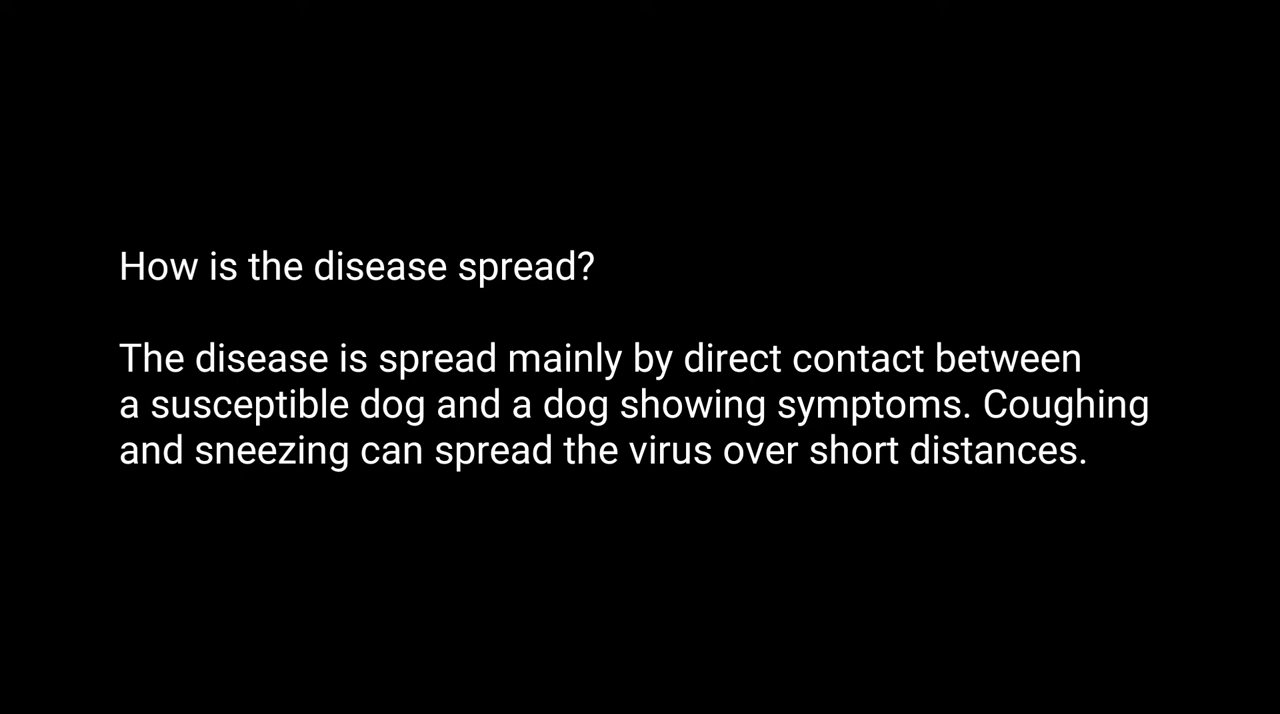 How is the disease spread?
The disease is spread mainly by direct contact between
a susceptible dog and a dog showing symptoms. Coughing
and sneezing can spread the virus over short distances.